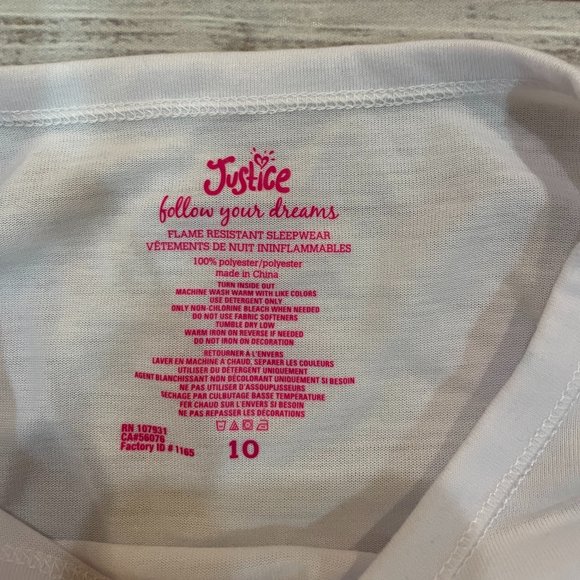 Justice
follow your dreams
FLAME RESISTANT SLEEPWEAR
VÊTEMENTS DE NUIT ININFLAMMABLES
100% polyester/polyester
made in China
TURN INSIDE OUT
MACHINE WASH WARM WITH LIKE COLORS
USE DETERGENT ONLY
ONLY NON-CHLORINE BLEACH WHEN NEEDED
DO NOT USE FABRIC SOFTENERS
TUMBLE DRY LOW
WARM IRON ON REVERSE IF NEEDED
DO NOT IRON ON DECORATION
RETOURNER À L'ENVERS
LAVER EN MACHINE A CHAUD, SEPARER LES COULEURS
UTILISER DU DÉTERGENT UNIQUEMENT
AGENT BLANCHISSANT NON DÉCOLORANT UNIQUEMENT SI BESOIN
NE PAS UTILISER D'ASSOUPLISSEURS
SECHAGE PAR CULBUTAGE BASSE TEMPERATURE
FER CHAUD SUR L'ENVERS SI BESOIN
NE PAS REPASSER LES DÉCORATIONS
RN 107931
CA#56076
Factory ID # 1165
10